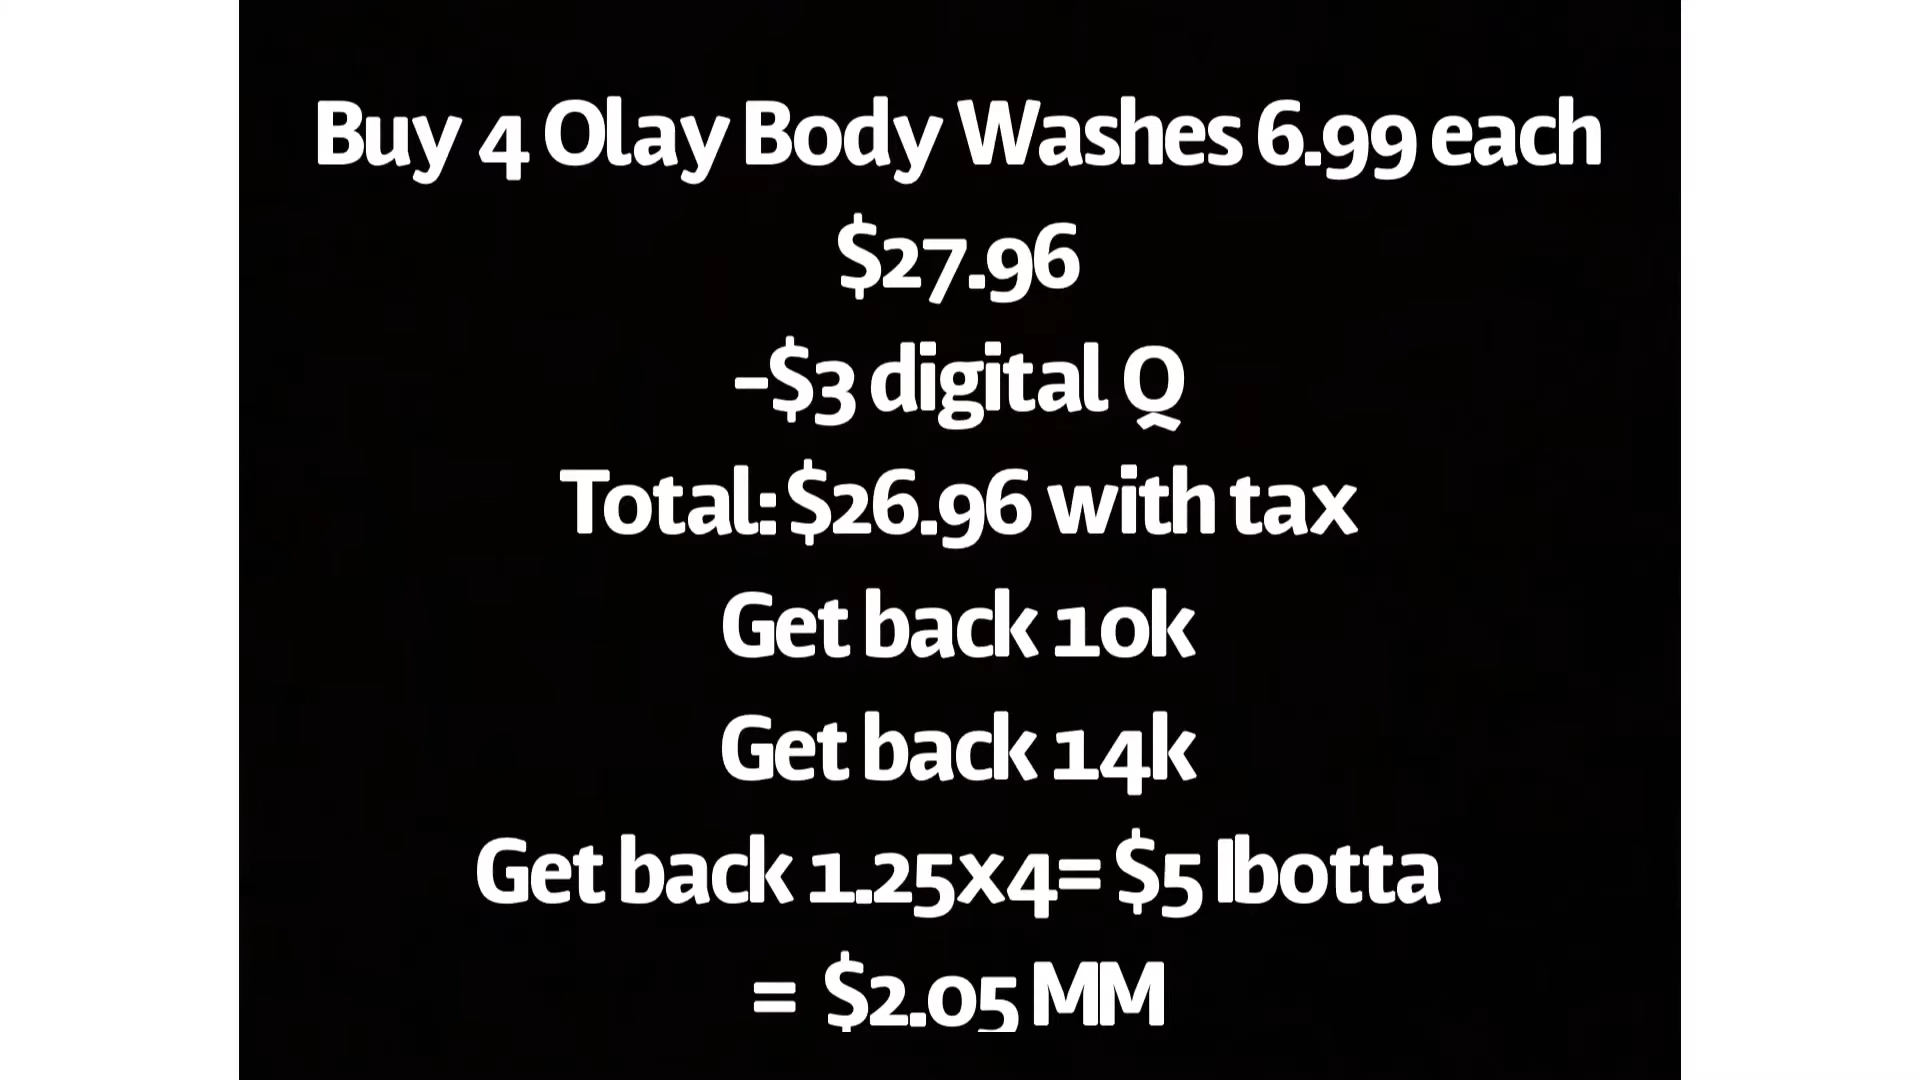 Buy 4 Olay Body Washes 6.99 each
$27.96
-$3 digital Q
Total: $26.96 with tax
Get back 10k
Get back 14k
Get back 1.25x4= $5 Ibotta
= $2.05 MM